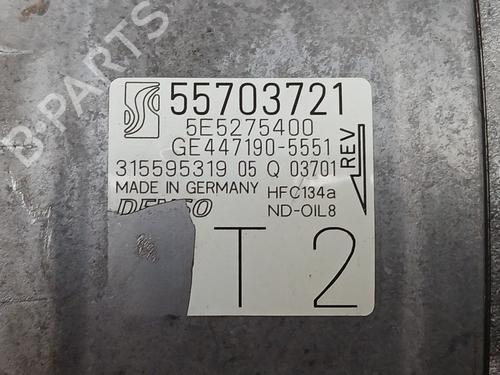 55703721
5E5275400
GE447190-5551
315595319 05 Q 03701
REV
MADE IN GERMANY HFC134a
DENSO ND-OIL8
T 2
B-PARTS